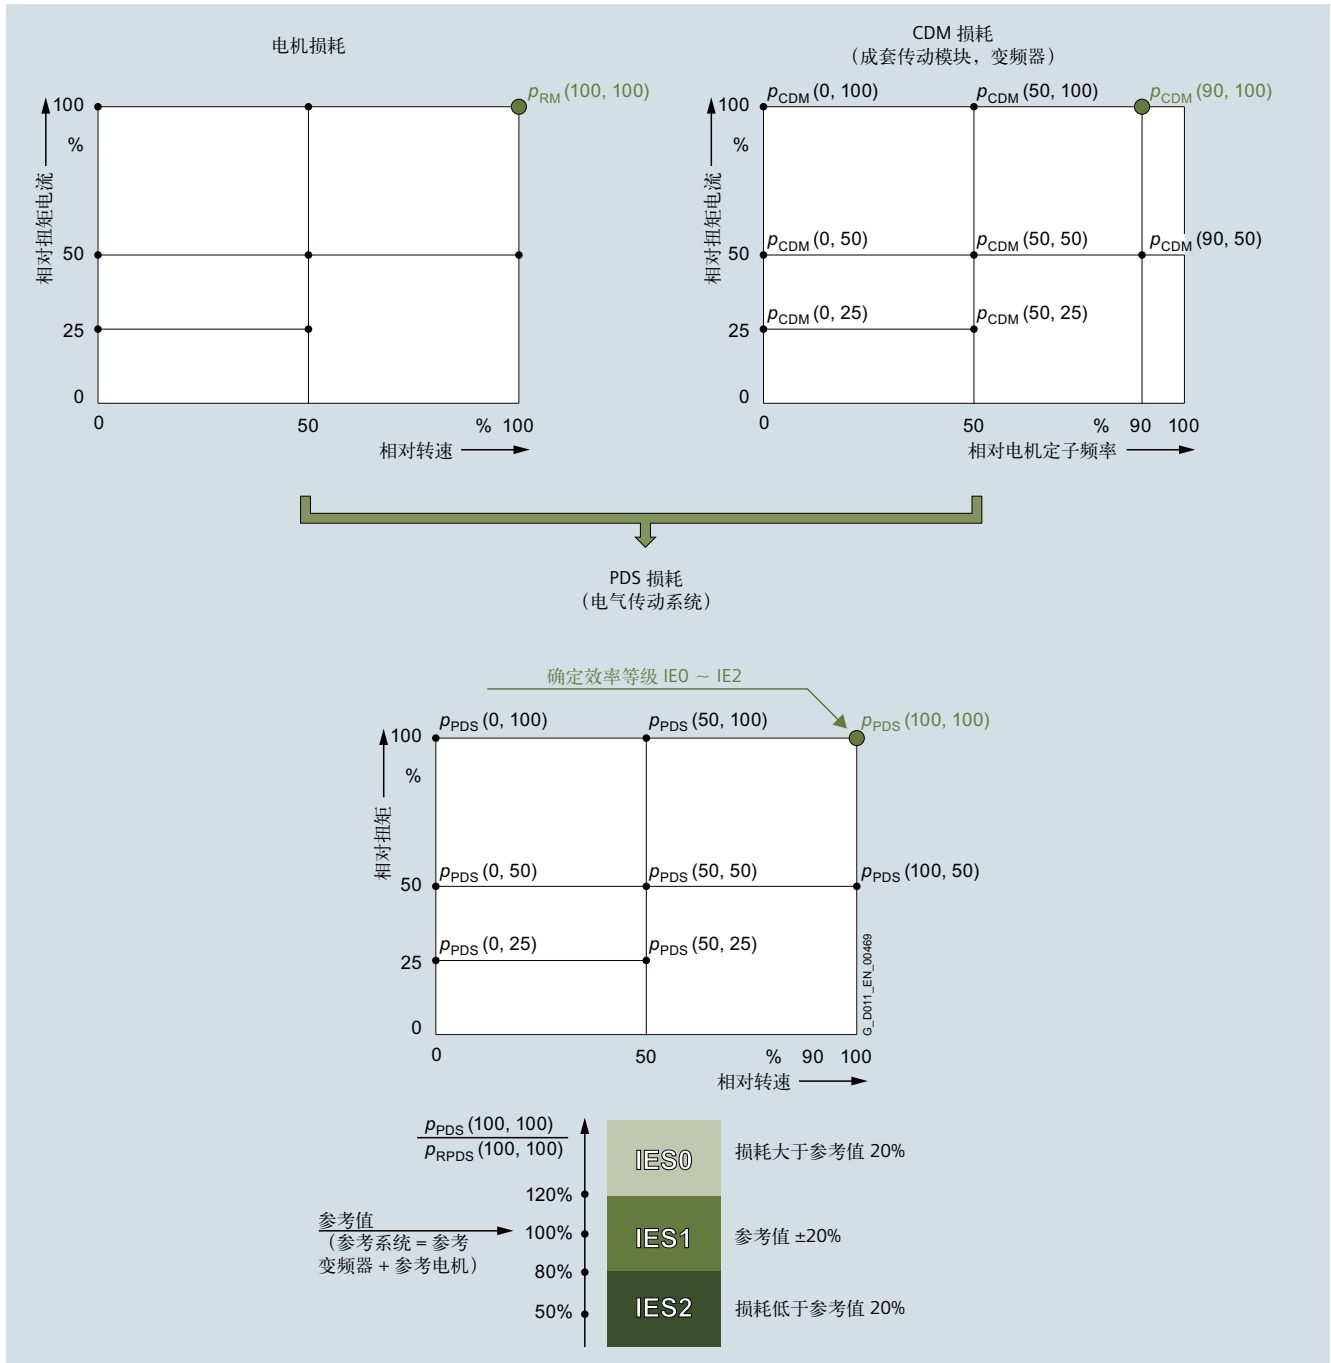 电机损耗
p_RM (100, 100)
100
%
50
25
0
相对扭矩电流
0 50 % 100
相对转速
CDM 损耗
（成套传动模块，变频器）
p_CDM (0, 100) p_CDM (50, 100) p_CDM (90, 100)
100
%
p_CDM (0, 50) p_CDM (50, 50) p_CDM (90, 50)
50
p_CDM (0, 25) p_CDM (50, 25)
25
0
相对扭矩电流
0 50 % 90 100
相对电机定子频率
PDS 损耗
（电气传动系统）
确定效率等级 IE0 ~ IE2
p_PDS (0, 100) p_PDS (50, 100) p_PDS (100, 100)
100
%
p_PDS (0, 50) p_PDS (50, 50) p_PDS (100, 50)
50
p_PDS (0, 25) p_PDS (50, 25)
25
0
相对扭矩
G_D011_EN_00469
0 50 % 90 100
相对转速
p_PDS (100, 100)
p_RPDS (100, 100)
IES0 损耗大于参考值 20%
120%
参考值
100%
IES1 参考值 ±20%
（参考系统 = 参考
变频器 + 参考电机）
80%
50%
IES2 损耗低于参考值 20%